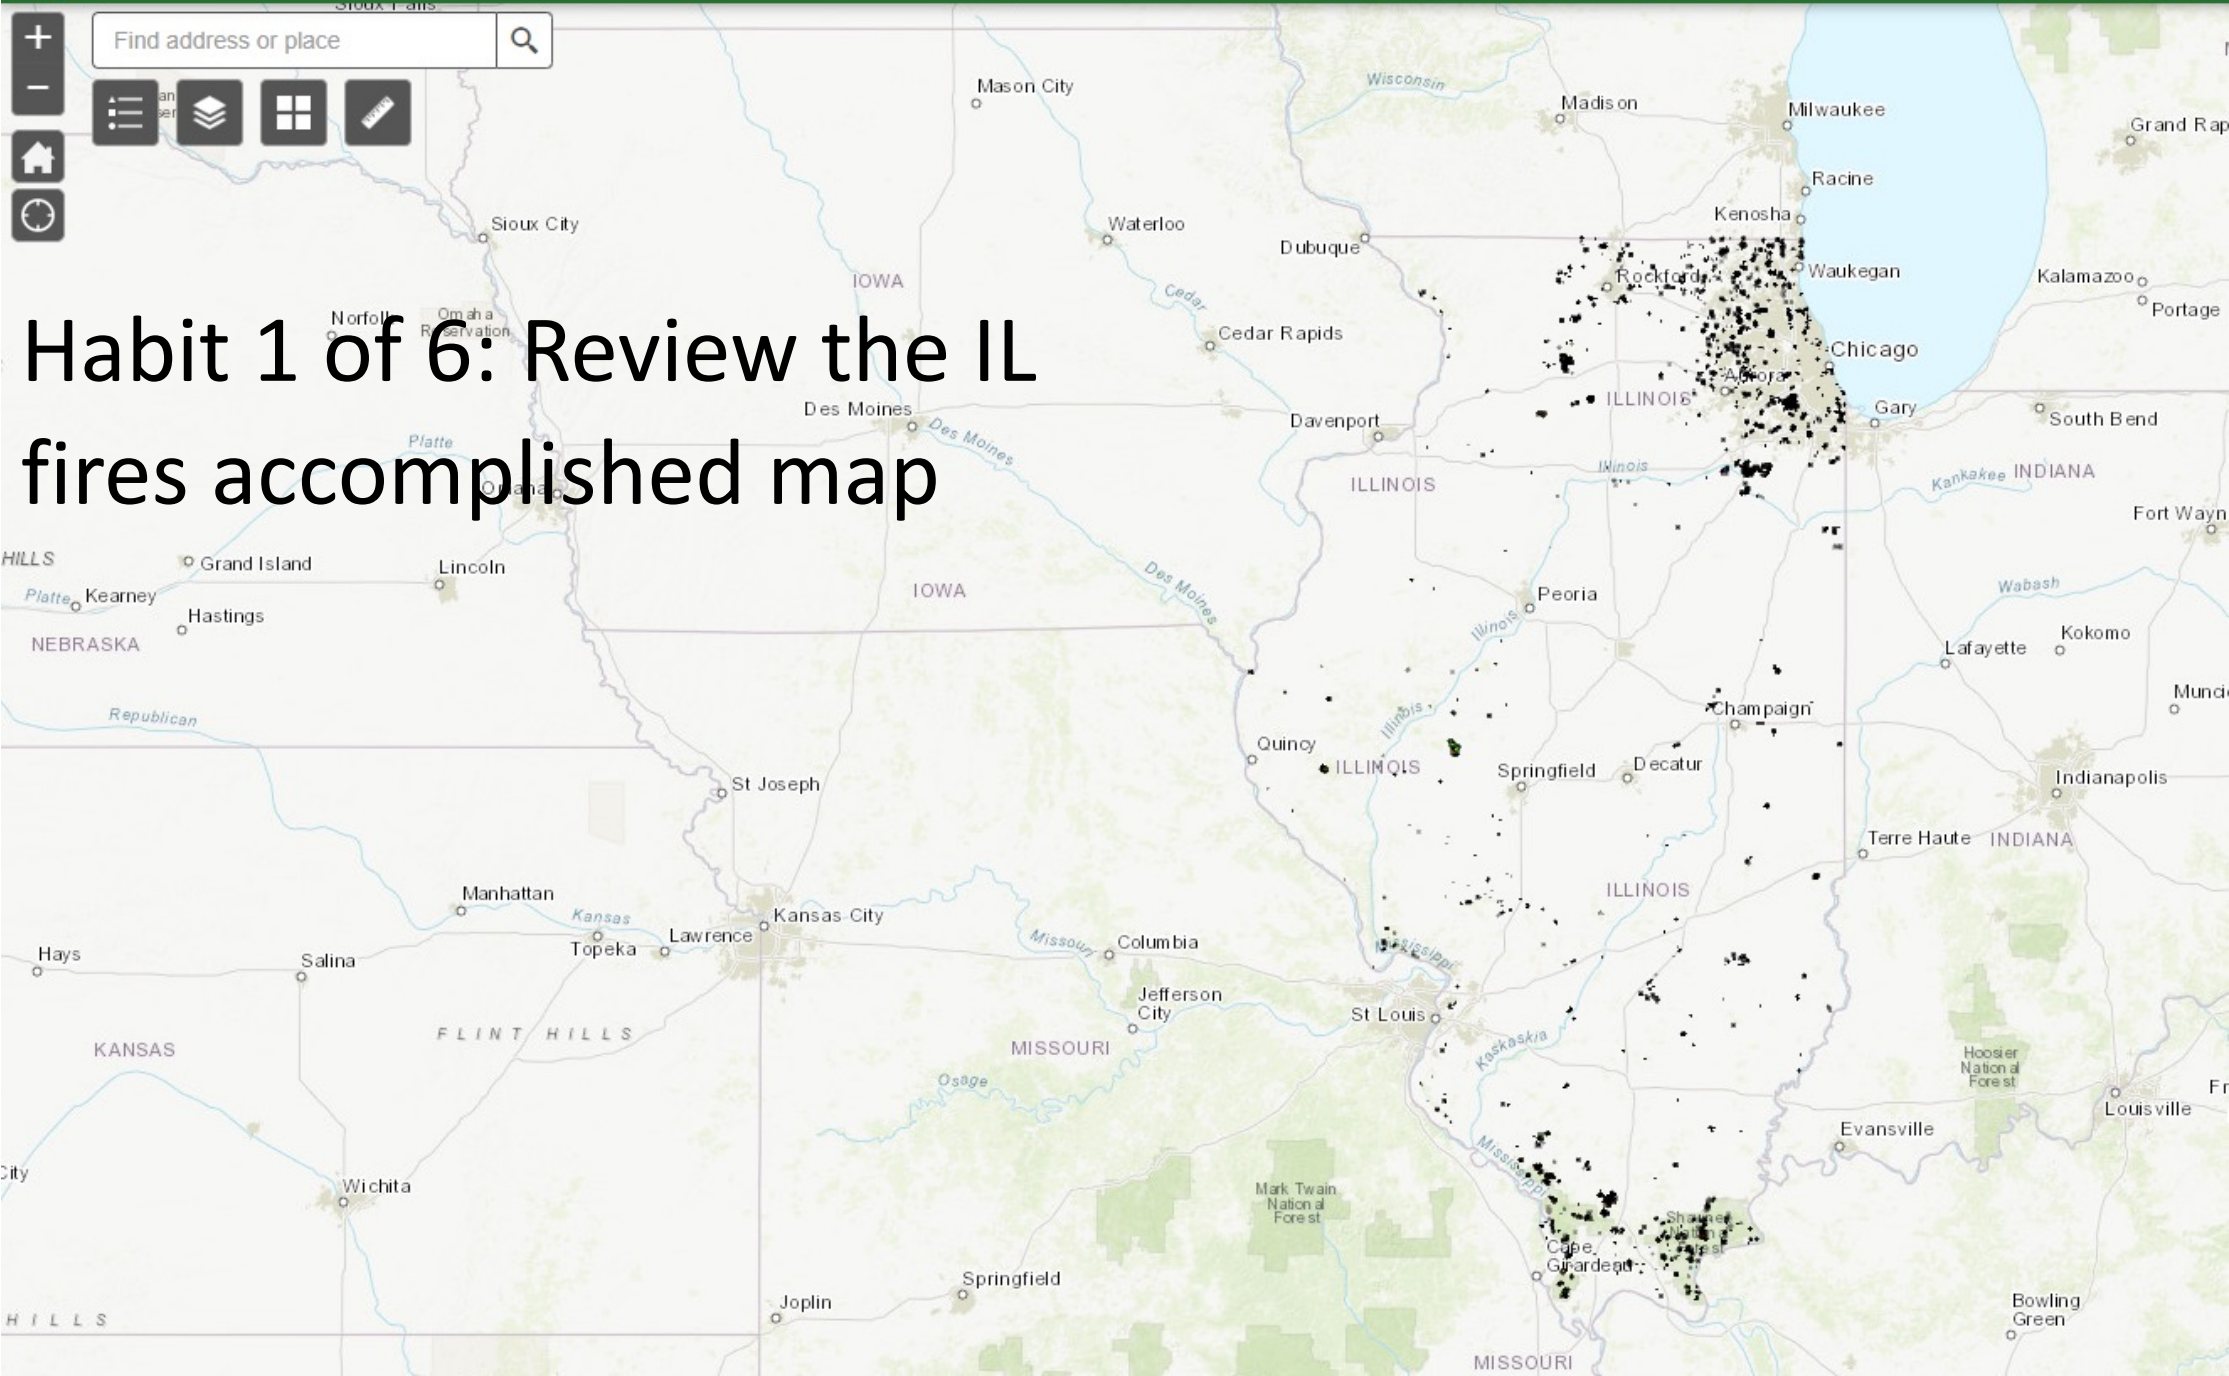 Sioux Falls
Find address or place
Mason City
Wisconsin
Madison
Milwaukee
Grand Rap
Racine
Kenosha
Sioux City
Waterloo
Dubuque
Rockford
Waukegan
Kalamazoo
Portage
IOWA
Cedar
Norfolk
Omaha
Reservation
Cedar Rapids
Habit 1 of 6: Review the IL
fires accomplished map
Chicago
Aurora
ILLINOIS
Des Moines
Des Moines
Davenport
Gary
South Bend
Platte
Omaha
Illinois
ILLINOIS
Kankakee
INDIANA
Fort Wayn
HILLS
Grand Island
Lincoln
Platte
Kearney
Hastings
IOWA
Des Moines
Peoria
Illinois
Wabash
NEBRASKA
Kokomo
Lafayette
Munci
Republican
Illinois
Champaign
Quincy
ILLINOIS
Springfield
Decatur
Indianapolis
St Joseph
Terre Haute
INDIANA
Manhattan
Kansas
Topeka
Lawrence
Kansas City
Missouri
Columbia
ILLINOIS
Mississippi
Hays
Salina
Jefferson
City
St Louis
FLINT HILLS
KANSAS
MISSOURI
Kaskaskia
Osage
Hoosier
National
Forest
Fr
Louisville
Evansville
City
Wichita
Mississippi
Mark Twain
National
Forest
Shawnee
National
Forest
Cape
Girardeau
Springfield
Joplin
HILLS
Bowling
Green
MISSOURI